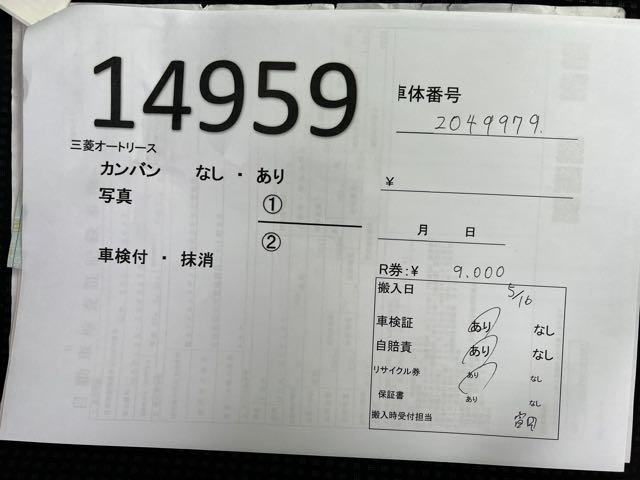 14959
三菱オートリース
カンバン なし ・ あり
写真 ①
②
車検付 ・ 抹消
車体番号
2049979.
¥
月 日
R券:¥ 9.000
搬入日 5/16
車検証 あり なし
自賠責 あり なし
リサイクル券 あり なし
保証書 あり なし
搬入時受付担当